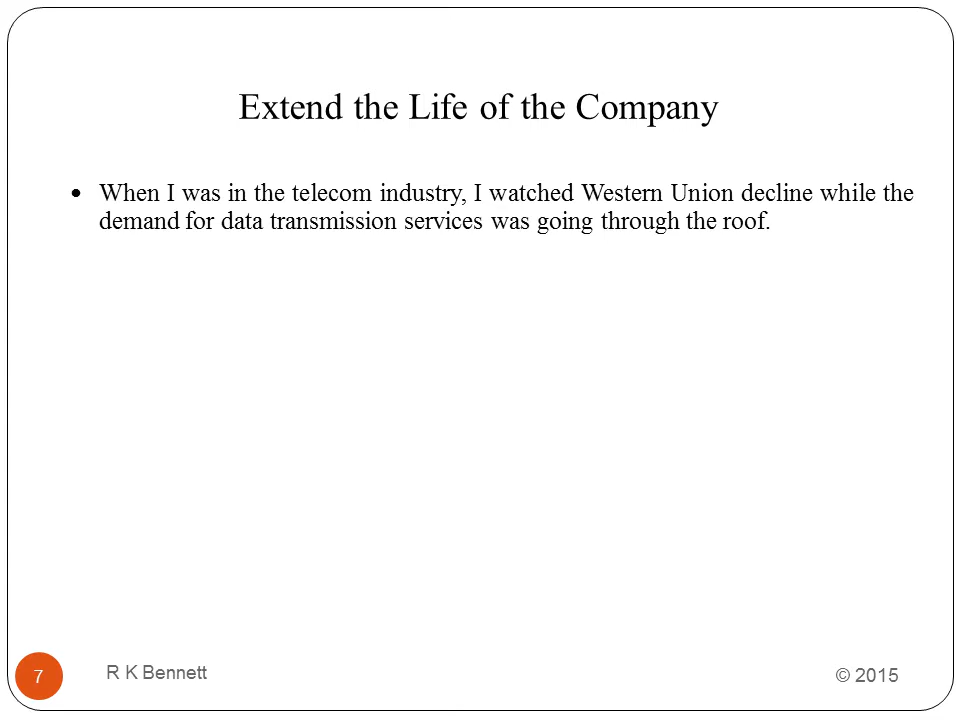 Extend the Life of the Company
• When I was in the telecom industry, I watched Western Union decline while the
demand for data transmission services was going through the roof.
7
R K Bennett
© 2015